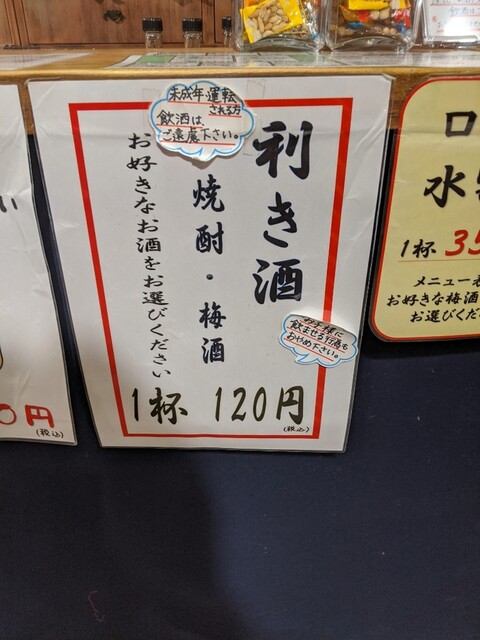 利き酒
焼酎・梅酒
お好きなお酒をお選びください
1杯 120円
(税込)
未成年・運転
される方
飲酒は、
ご遠慮下さい。
お子様に
飲ませる行為も
おやめ下さい。
0円
(税込)
ロ
水
1杯 35
メニュー
お好きな梅酒
お選びくだ